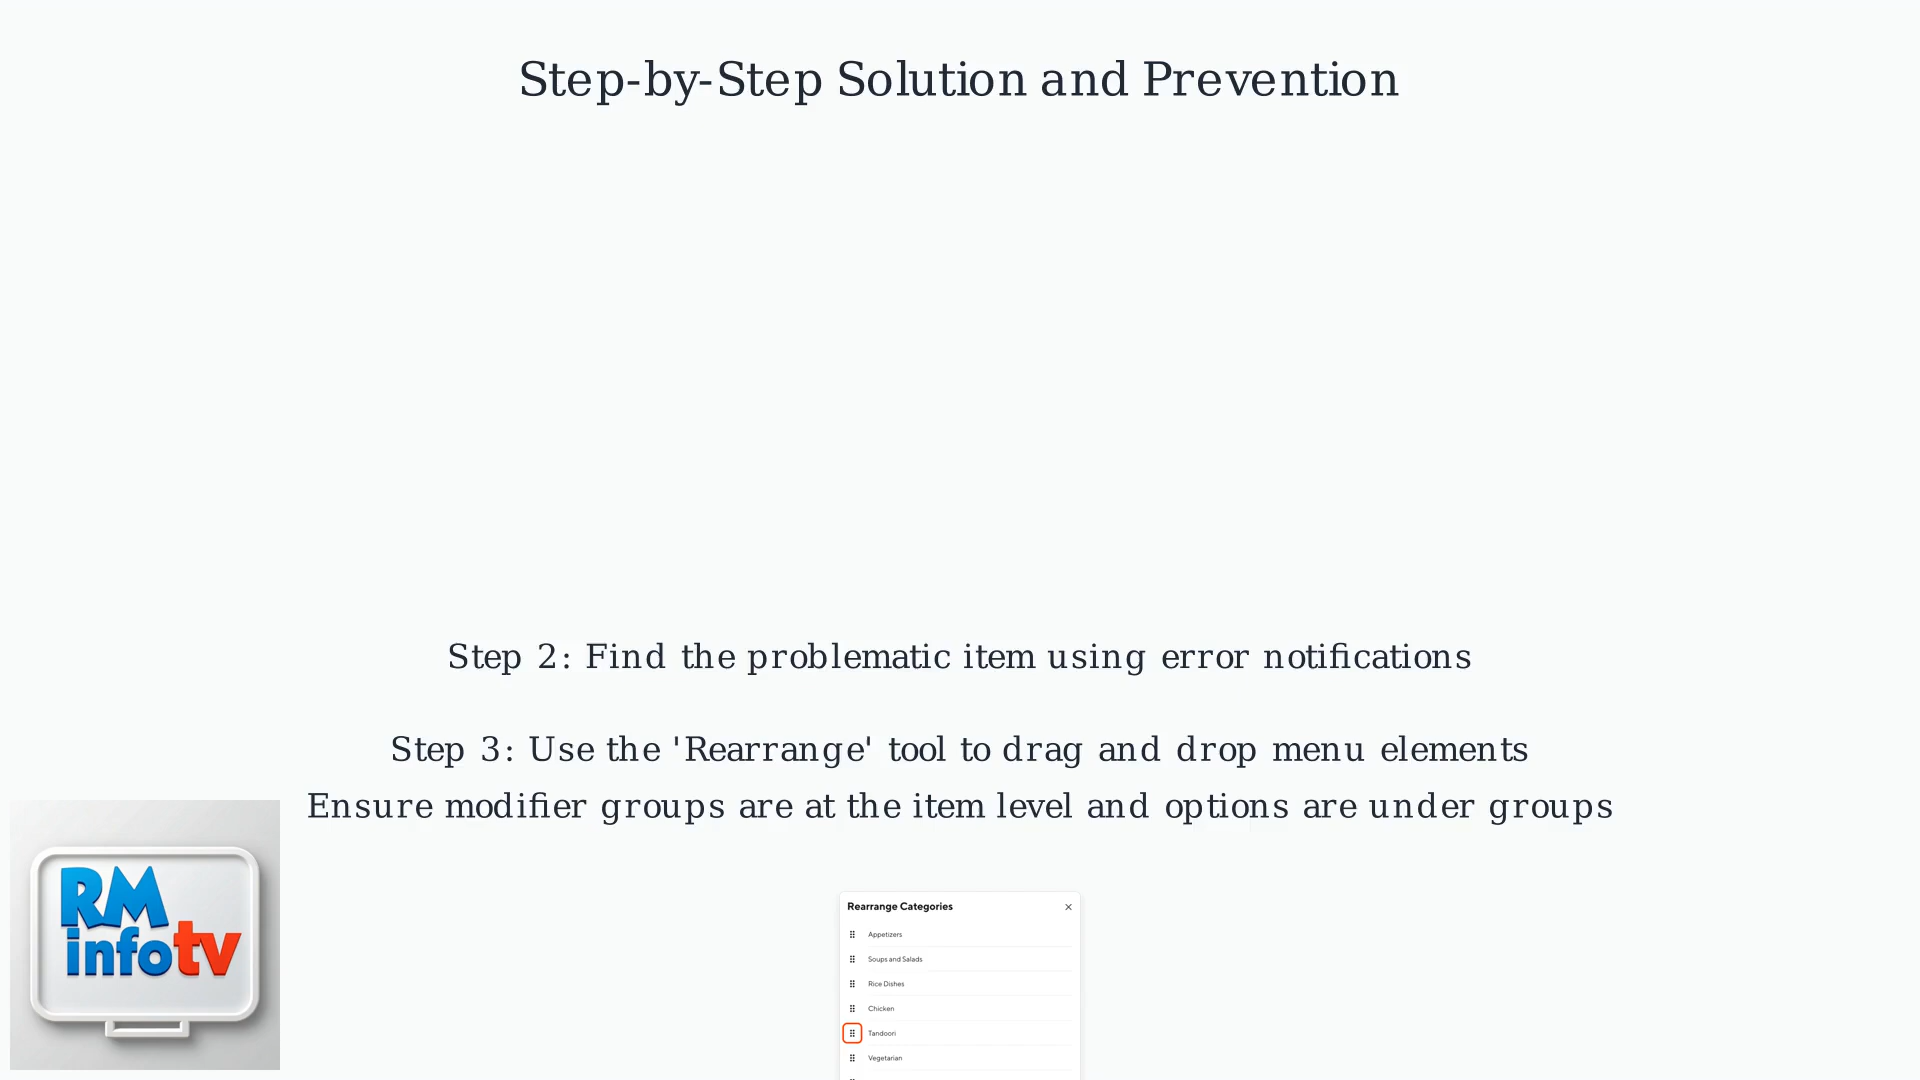 Step-by-Step Solution and Prevention
Step 2: Find the problematic item using error notifications
Step 3: Use the 'Rearrange' tool to drag and drop menu elements
Ensure modifier groups are at the item level and options are under groups
RM
infotv
Rearrange Categories
Appetizers
Soups and Salads
Rice Dishes
Chicken
Tandoori
Vegetarian